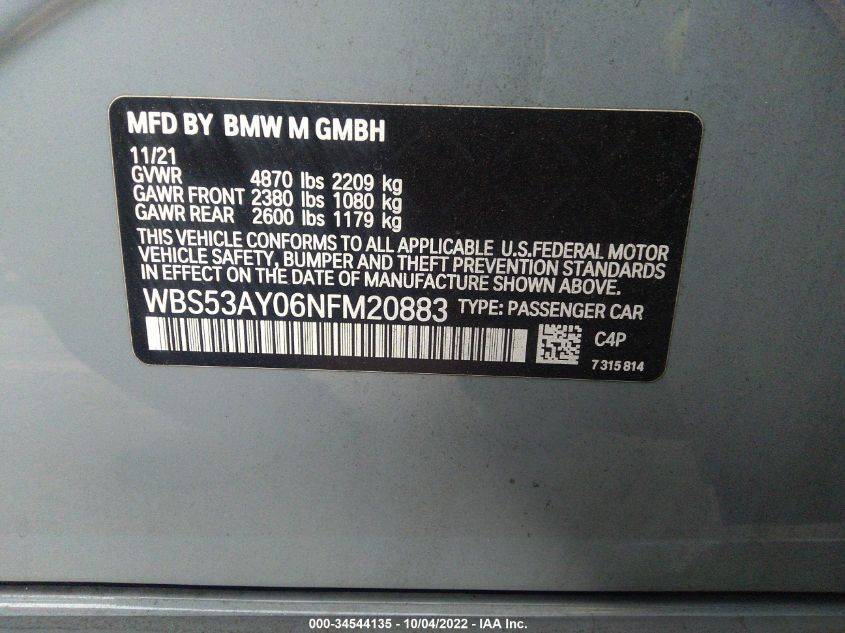 MFD BY BMW M GMBH
11/21
GVWR 4870 lbs 2209 kg
GAWR FRONT 2380 lbs 1080 kg
GAWR REAR 2600 lbs 1179 kg
THIS VEHICLE CONFORMS TO ALL APPLICABLE U.S.FEDERAL MOTOR
VEHICLE SAFETY, BUMPER AND THEFT PREVENTION STANDARDS
IN EFFECT ON THE DATE OF MANUFACTURE SHOWN ABOVE.
WBS53AY06NFM20883 TYPE: PASSENGER CAR
C4P
7 315 814
000-34544135 - 10/04/2022 - IAA Inc.